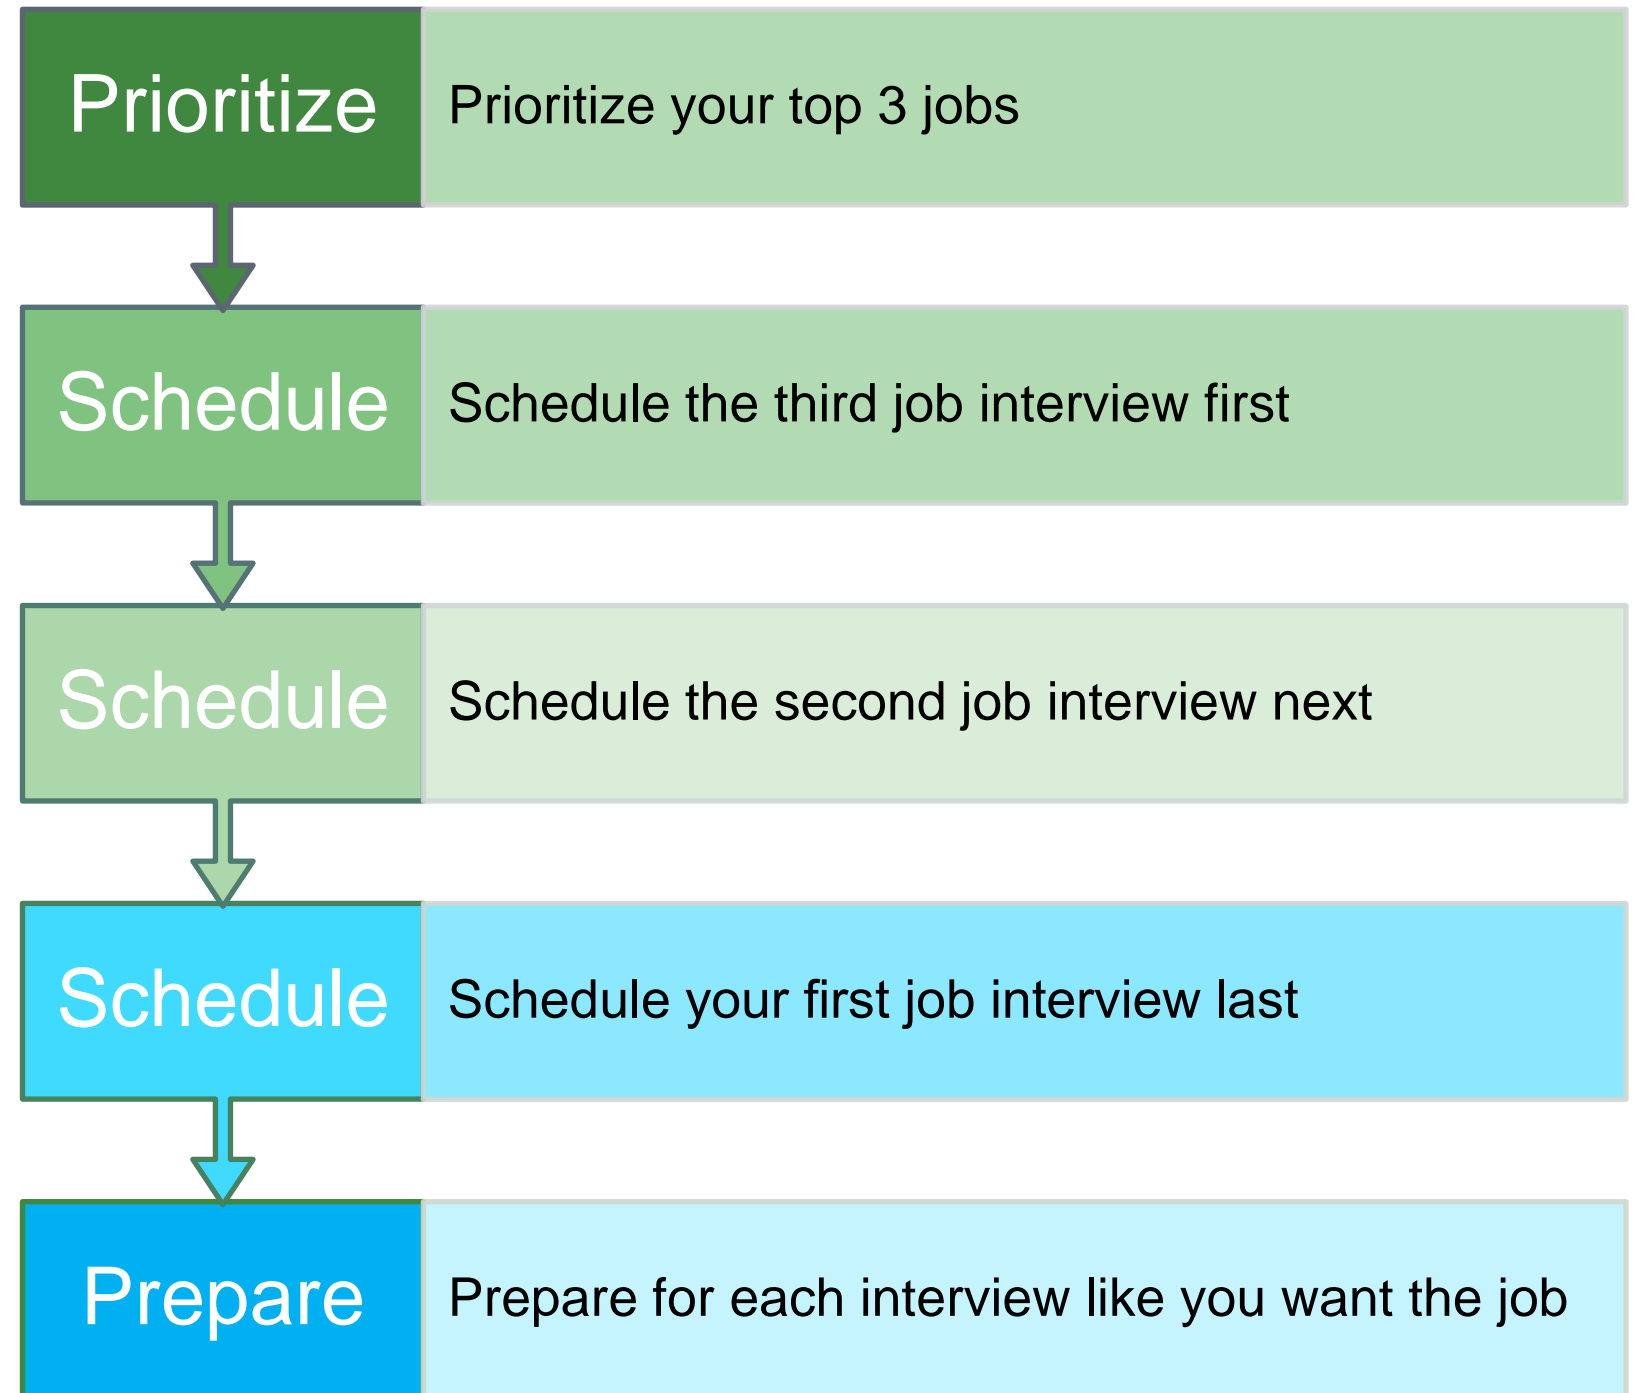 Prioritize
Prioritize your top 3 jobs
Schedule
Schedule the third job interview first
Schedule
Schedule the second job interview next
Schedule
Schedule your first job interview last
Prepare
Prepare for each interview like you want the job